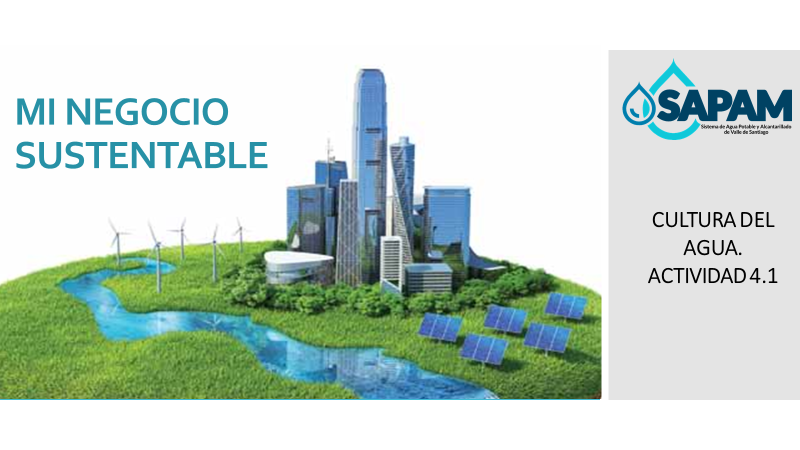 MI NEGOCIO
SUSTENTABLE
SAPAM
Sistema de Agua Potable y Alcantarillado
de Valle de Santiago
CULTURA DEL
AGUA.
ACTIVIDAD 4.1